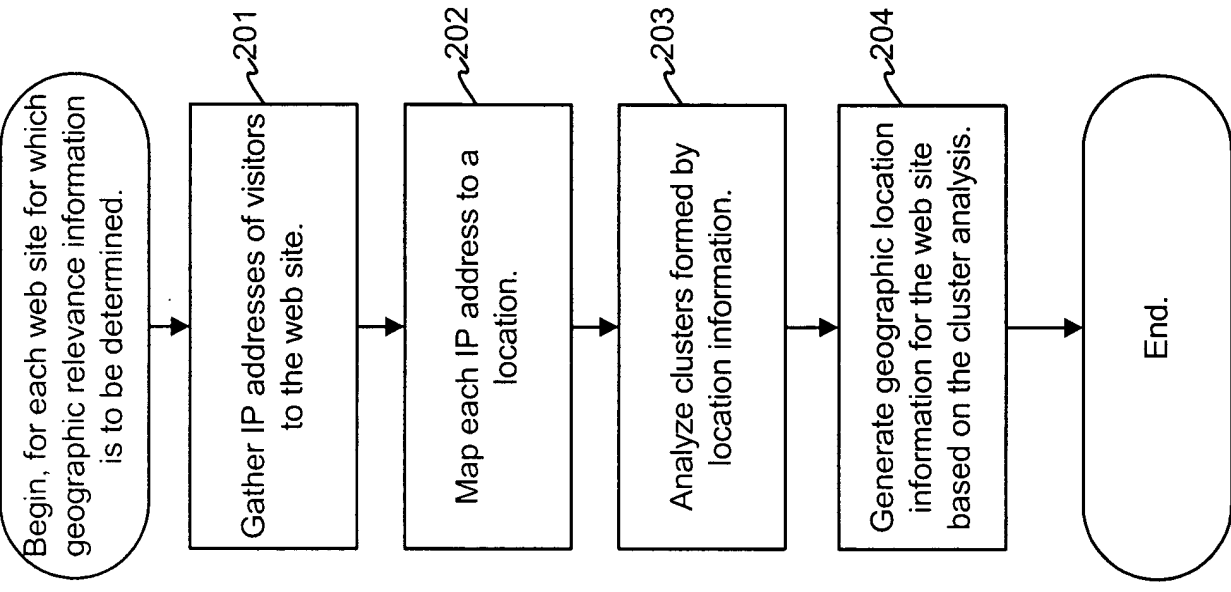 Begin, for each web site for which
geographic relevance information
is to be determined.
201
Gather IP addresses of visitors
to the web site.
202
Map each IP address to a
location.
203
Analyze clusters formed by
location information.
204
Generate geographic location
information for the web site
based on the cluster analysis.
End.